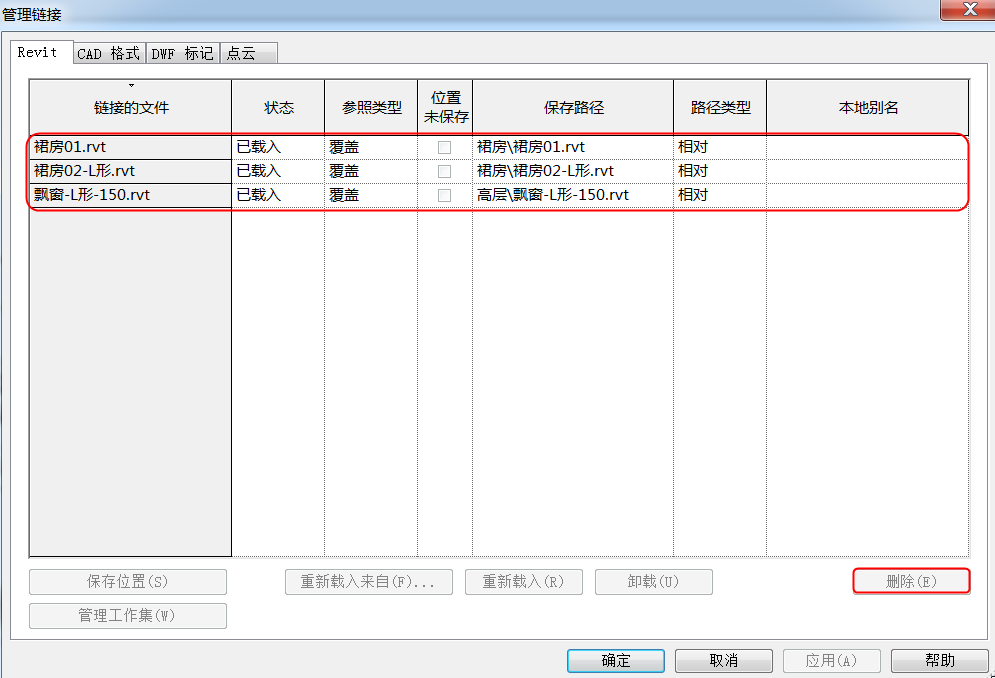 管理链接
Revit CAD 格式 DWF 标记 点云
链接的文件 状态 参照类型 位置未保存 保存路径 路径类型 本地别名
裙房01.rvt 已载入 覆盖 裙房\裙房01.rvt 相对
裙房02-L形.rvt 已载入 覆盖 裙房\裙房02-L形.rvt 相对
飘窗-L形-150.rvt 已载入 覆盖 高层\飘窗-L形-150.rvt 相对
保存位置(S) 重新载入来自(F)... 重新载入(R) 卸载(U) 删除(E)
管理工作集(W)
确定 取消 应用(A) 帮助